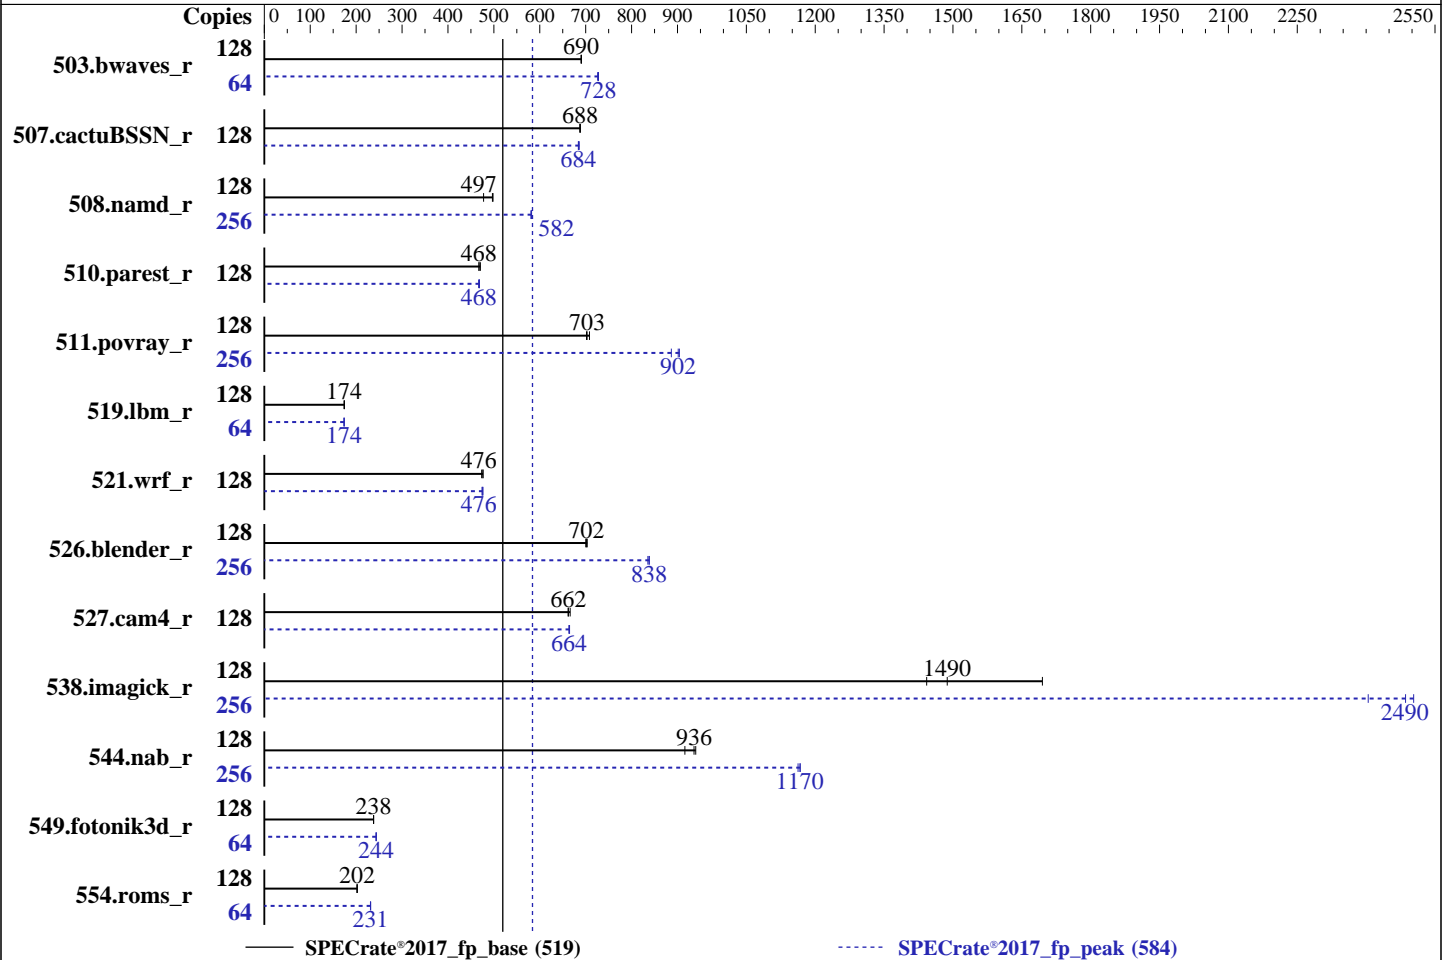 Copies 0 100 200 300 400 500 600 700 800 900 1050 1200 1350 1500 1650 1800 1950 2100 2250 2550
503.bwaves_r 128 690
64 728
507.cactuBSSN_r 128 688
684
508.namd_r 128 497
256 582
510.parest_r 128 468
468
511.povray_r 128 703
256 902
519.lbm_r 128 174
64 174
521.wrf_r 128 476
476
526.blender_r 128 702
256 838
527.cam4_r 128 662
664
538.imagick_r 128 1490
256 2490
544.nab_r 128 936
256 1170
549.fotonik3d_r 128 238
64 244
554.roms_r 128 202
64 231
SPECrate®2017_fp_base (519) SPECrate®2017_fp_peak (584)